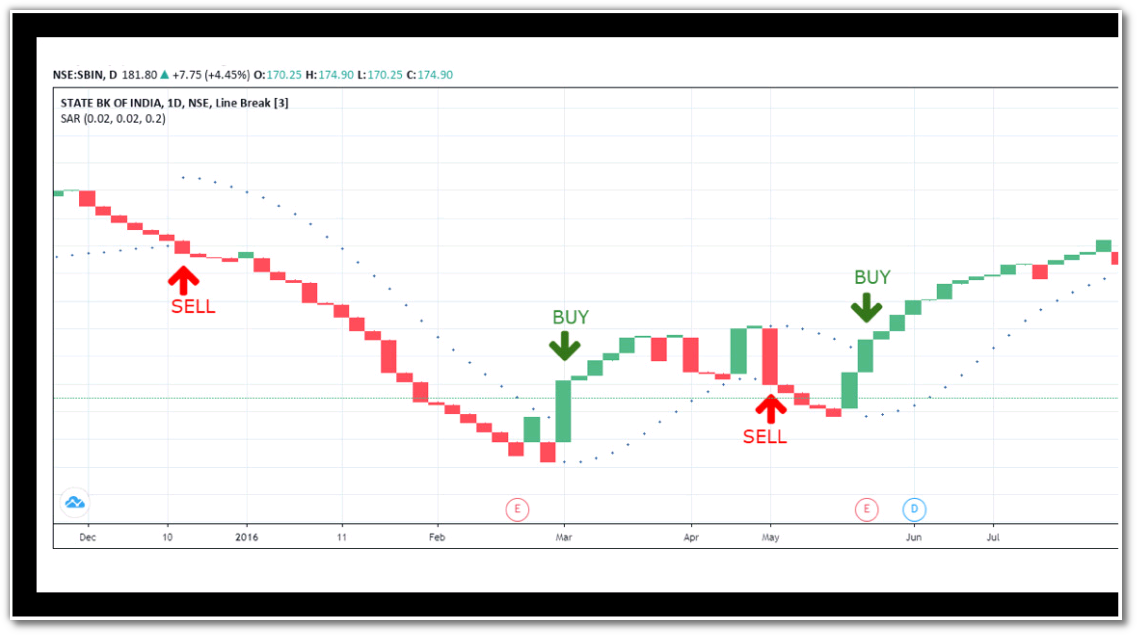 NSE:SBIN, D 181.80 ▲ +7.75 (+4.45%) O:170.25 H:174.90 L:170.25 C:174.90
STATE BK OF INDIA, 1D, NSE, Line Break [3]
SAR (0.02, 0.02, 0.2)
BUY
SELL
BUY
SELL
E
E
D
Dec 10 2016 11 Feb Mar Apr May Jun Jul